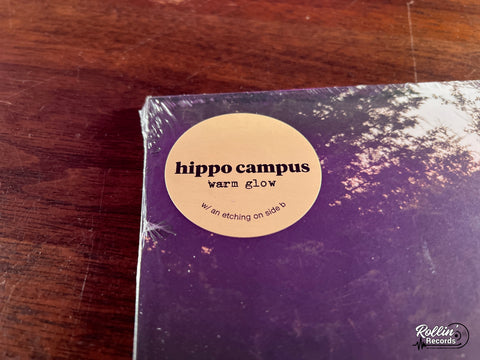 hippo campus
warm glow
w/ an etching on side b
Rollin'
Records